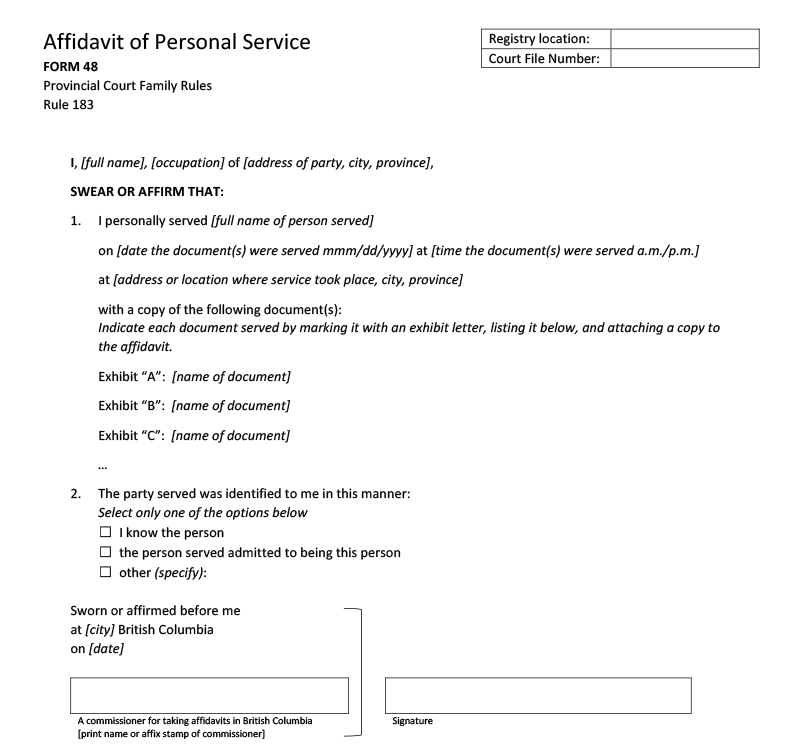 Affidavit of Personal Service
FORM 48
Provincial Court Family Rules
Rule 183
Registry location:
Court File Number:
I, [full name], [occupation] of [address of party, city, province],
SWEAR OR AFFIRM THAT:
1. I personally served [full name of person served]
on [date the document(s) were served mmm/dd/yyyy] at [time the document(s) were served a.m./p.m.]
at [address or location where service took place, city, province]
with a copy of the following document(s):
Indicate each document served by marking it with an exhibit letter, listing it below, and attaching a copy to
the affidavit.
Exhibit “A”: [name of document]
Exhibit “B”: [name of document]
Exhibit “C”: [name of document]
…
2. The party served was identified to me in this manner:
Select only one of the options below
☐ I know the person
☐ the person served admitted to being this person
☐ other (specify):
Sworn or affirmed before me
at [city] British Columbia
on [date]
A commissioner for taking affidavits in British Columbia
[print name or affix stamp of commissioner]
Signature